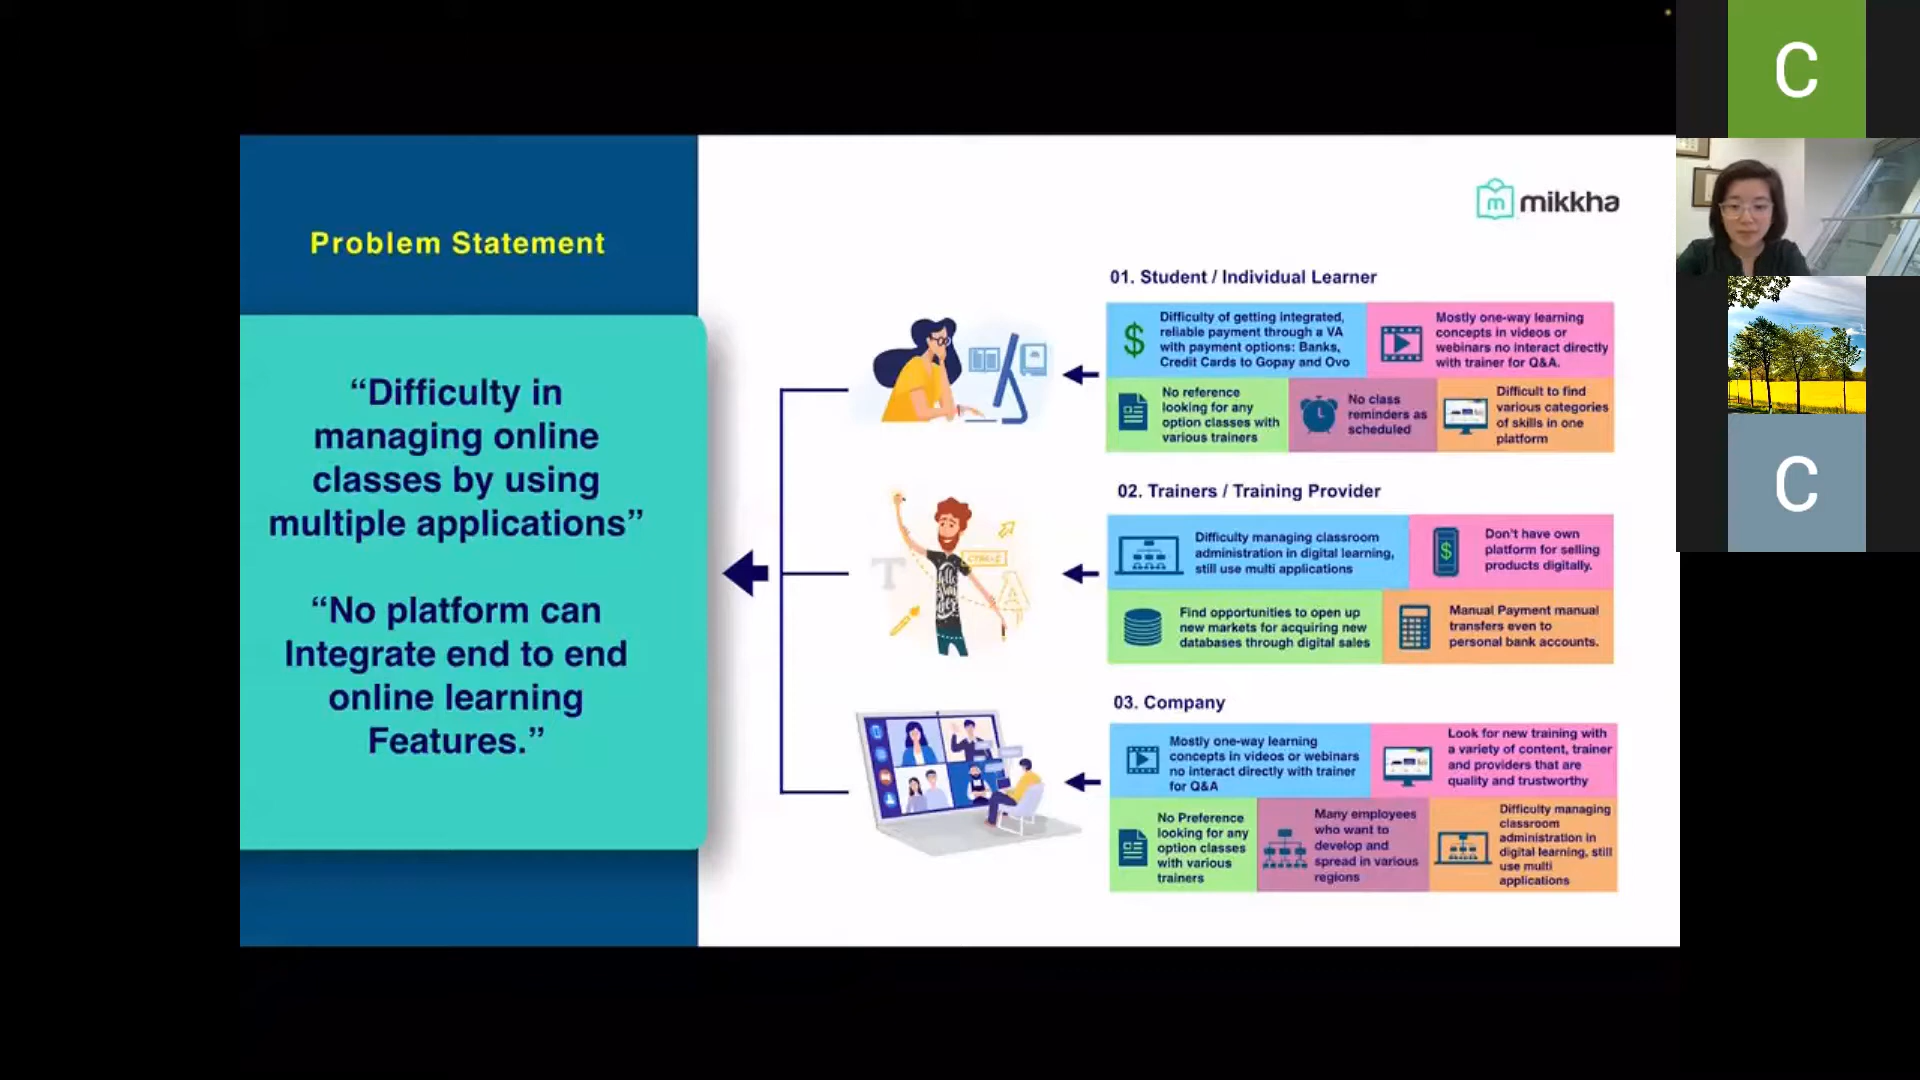 Problem Statement
“Difficulty in
managing online
classes by using
multiple applications”
“No platform can
Integrate end to end
online learning
Features.”
m mikkha
01. Student / Individual Learner
$
Difficulty of getting integrated,
reliable payment through a VA
with payment options: Banks,
Credit Cards to Gopay and Ovo
Mostly one-way learning
concepts in videos or
webinars no interact directly
with trainer for Q&A.
No reference
looking for any
option classes with
various trainers
No class
reminders as
scheduled
Difficult to find
various categories
of skills in one
platform
02. Trainers / Training Provider
Difficulty managing classroom
administration in digital learning,
still use multi applications
$
Don't have own
platform for selling
products digitally.
Find opportunities to open up
new markets for acquiring new
databases through digital sales
Manual Payment manual
transfers even to
personal bank accounts.
T
CTRL+Z
A
03. Company
Mostly one-way learning
concepts in videos or webinars
no interact directly with trainer
for Q&A
Look for new training with
a variety of content, trainer
and providers that are
quality and trustworthy
No Preference
looking for any
option classes
with various
trainers
Many employees
who want to
develop and
spread in various
regions
Difficulty managing
classroom
administration in
digital learning, still
use multi
applications
C
C